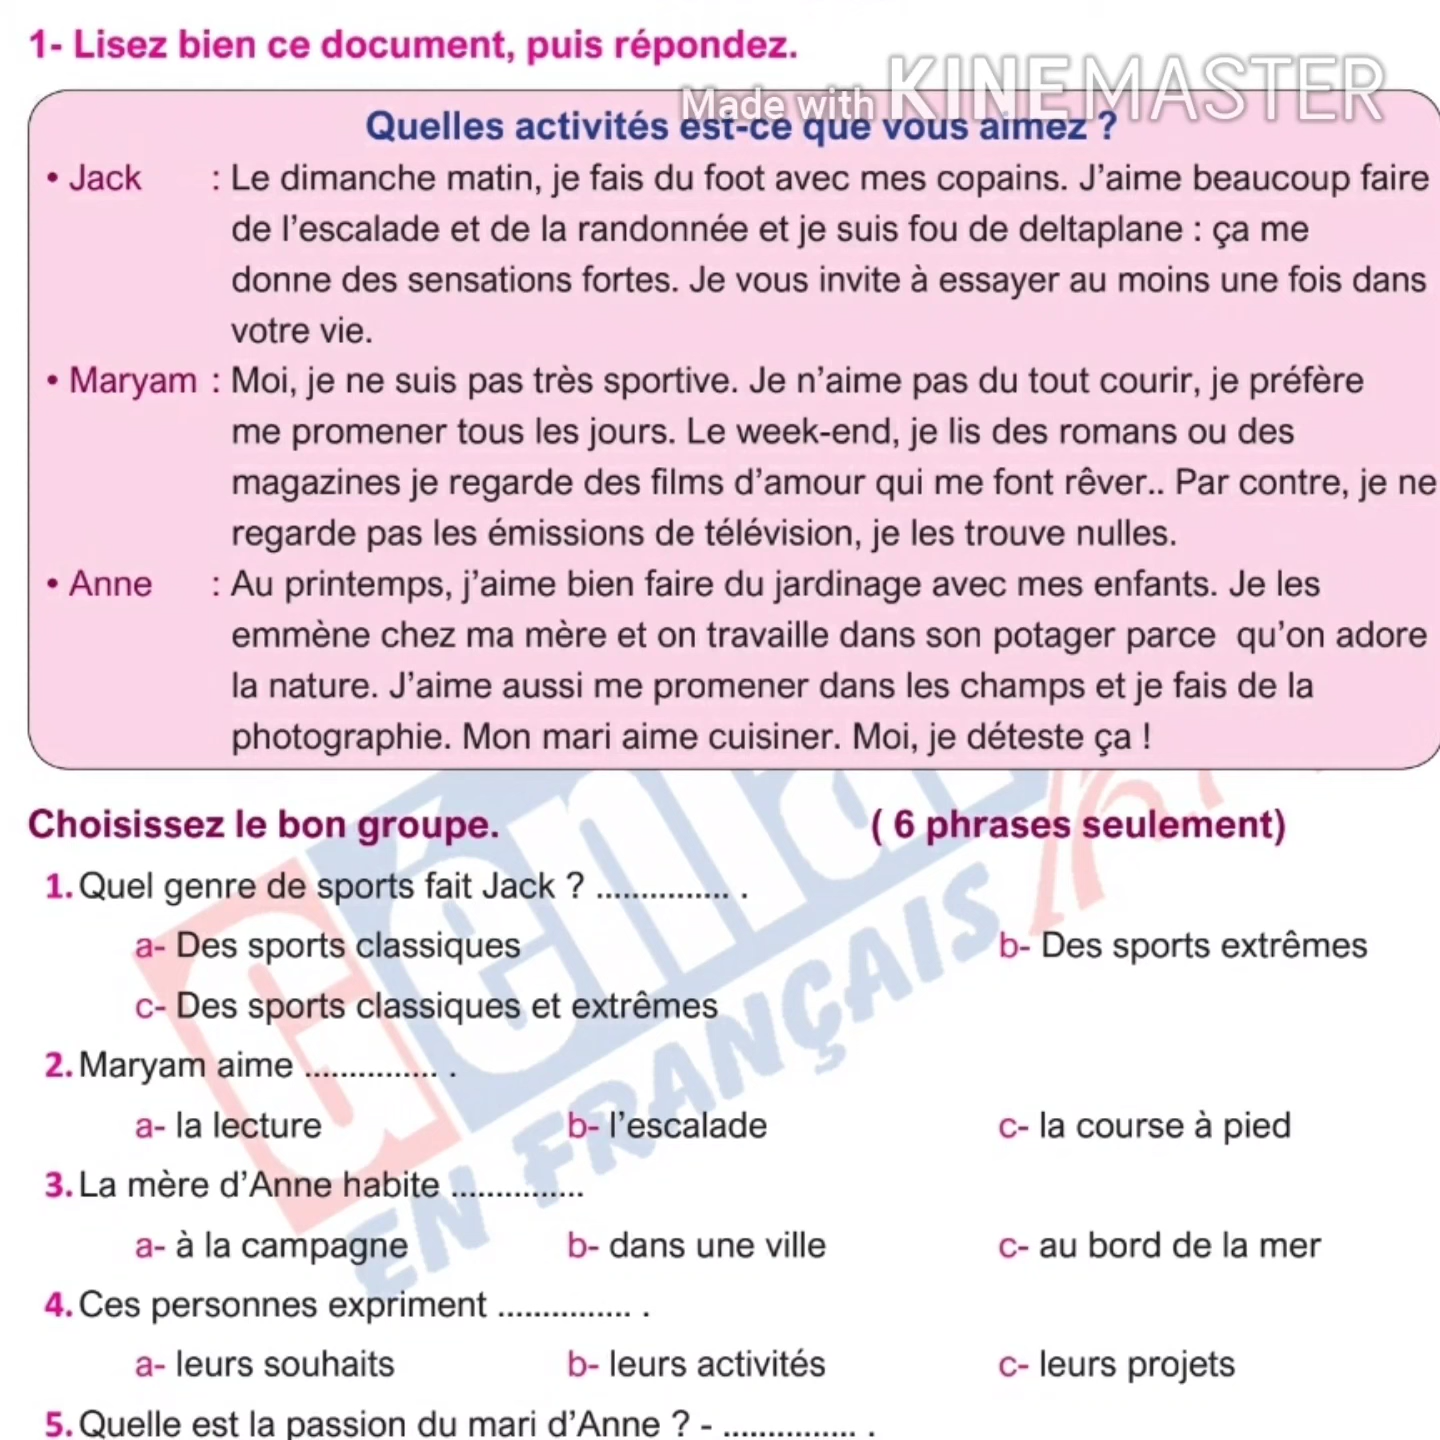 1- Lisez bien ce document, puis répondez.
Made with KINEMASTER
Quelles activités est-ce que vous aimez ?
• Jack : Le dimanche matin, je fais du foot avec mes copains. J’aime beaucoup faire
de l’escalade et de la randonnée et je suis fou de deltaplane : ça me
donne des sensations fortes. Je vous invite à essayer au moins une fois dans
votre vie.
• Maryam : Moi, je ne suis pas très sportive. Je n’aime pas du tout courir, je préfère
me promener tous les jours. Le week-end, je lis des romans ou des
magazines je regarde des films d’amour qui me font rêver.. Par contre, je ne
regarde pas les émissions de télévision, je les trouve nulles.
• Anne : Au printemps, j’aime bien faire du jardinage avec mes enfants. Je les
emmène chez ma mère et on travaille dans son potager parce qu’on adore
la nature. J’aime aussi me promener dans les champs et je fais de la
photographie. Mon mari aime cuisiner. Moi, je déteste ça !
Choisissez le bon groupe. ( 6 phrases seulement)
1. Quel genre de sports fait Jack ? ............... .
a- Des sports classiques b- Des sports extrêmes
c- Des sports classiques et extrêmes
2. Maryam aime ............... .
a- la lecture b- l’escalade c- la course à pied
3. La mère d’Anne habite ...............
a- à la campagne b- dans une ville c- au bord de la mer
4. Ces personnes expriment ............... .
a- leurs souhaits b- leurs activités c- leurs projets
5. Quelle est la passion du mari d’Anne ? - ............... .
EN FRANÇAIS